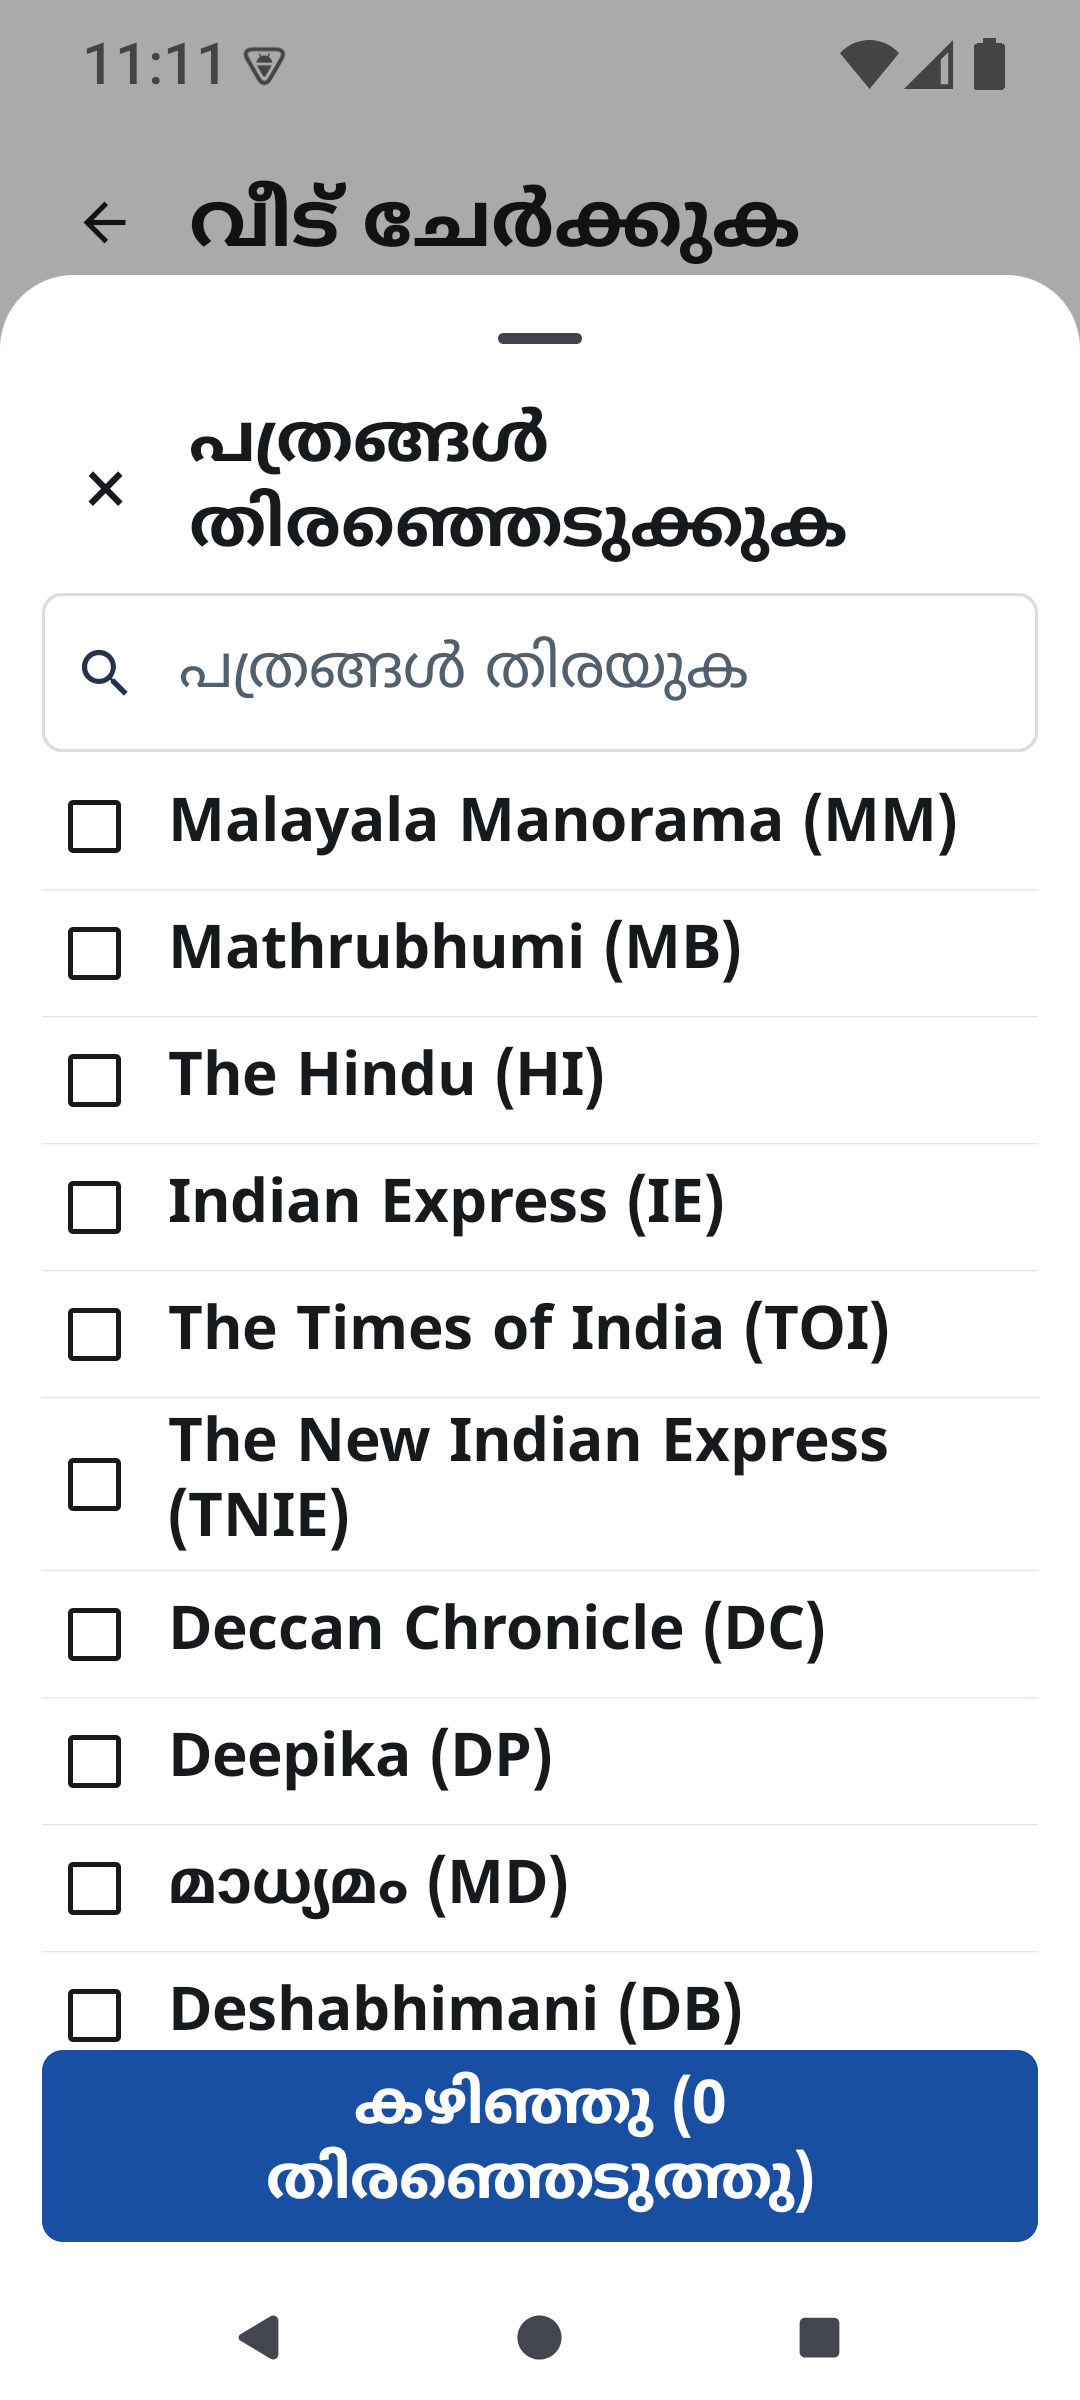 11:11
വീട് ചേർക്കുക
പത്രങ്ങൾ
തിരഞ്ഞെടുക്കുക
പത്രങ്ങൾ തിരയുക
Malayala Manorama (MM)
Mathrubhumi (MB)
The Hindu (HI)
Indian Express (IE)
The Times of India (TOI)
The New Indian Express
(TNIE)
Deccan Chronicle (DC)
Deepika (DP)
മാധ്യമം (MD)
Deshabhimani (DB)
കഴിഞ്ഞു (0
തിരഞ്ഞെടുത്തു)